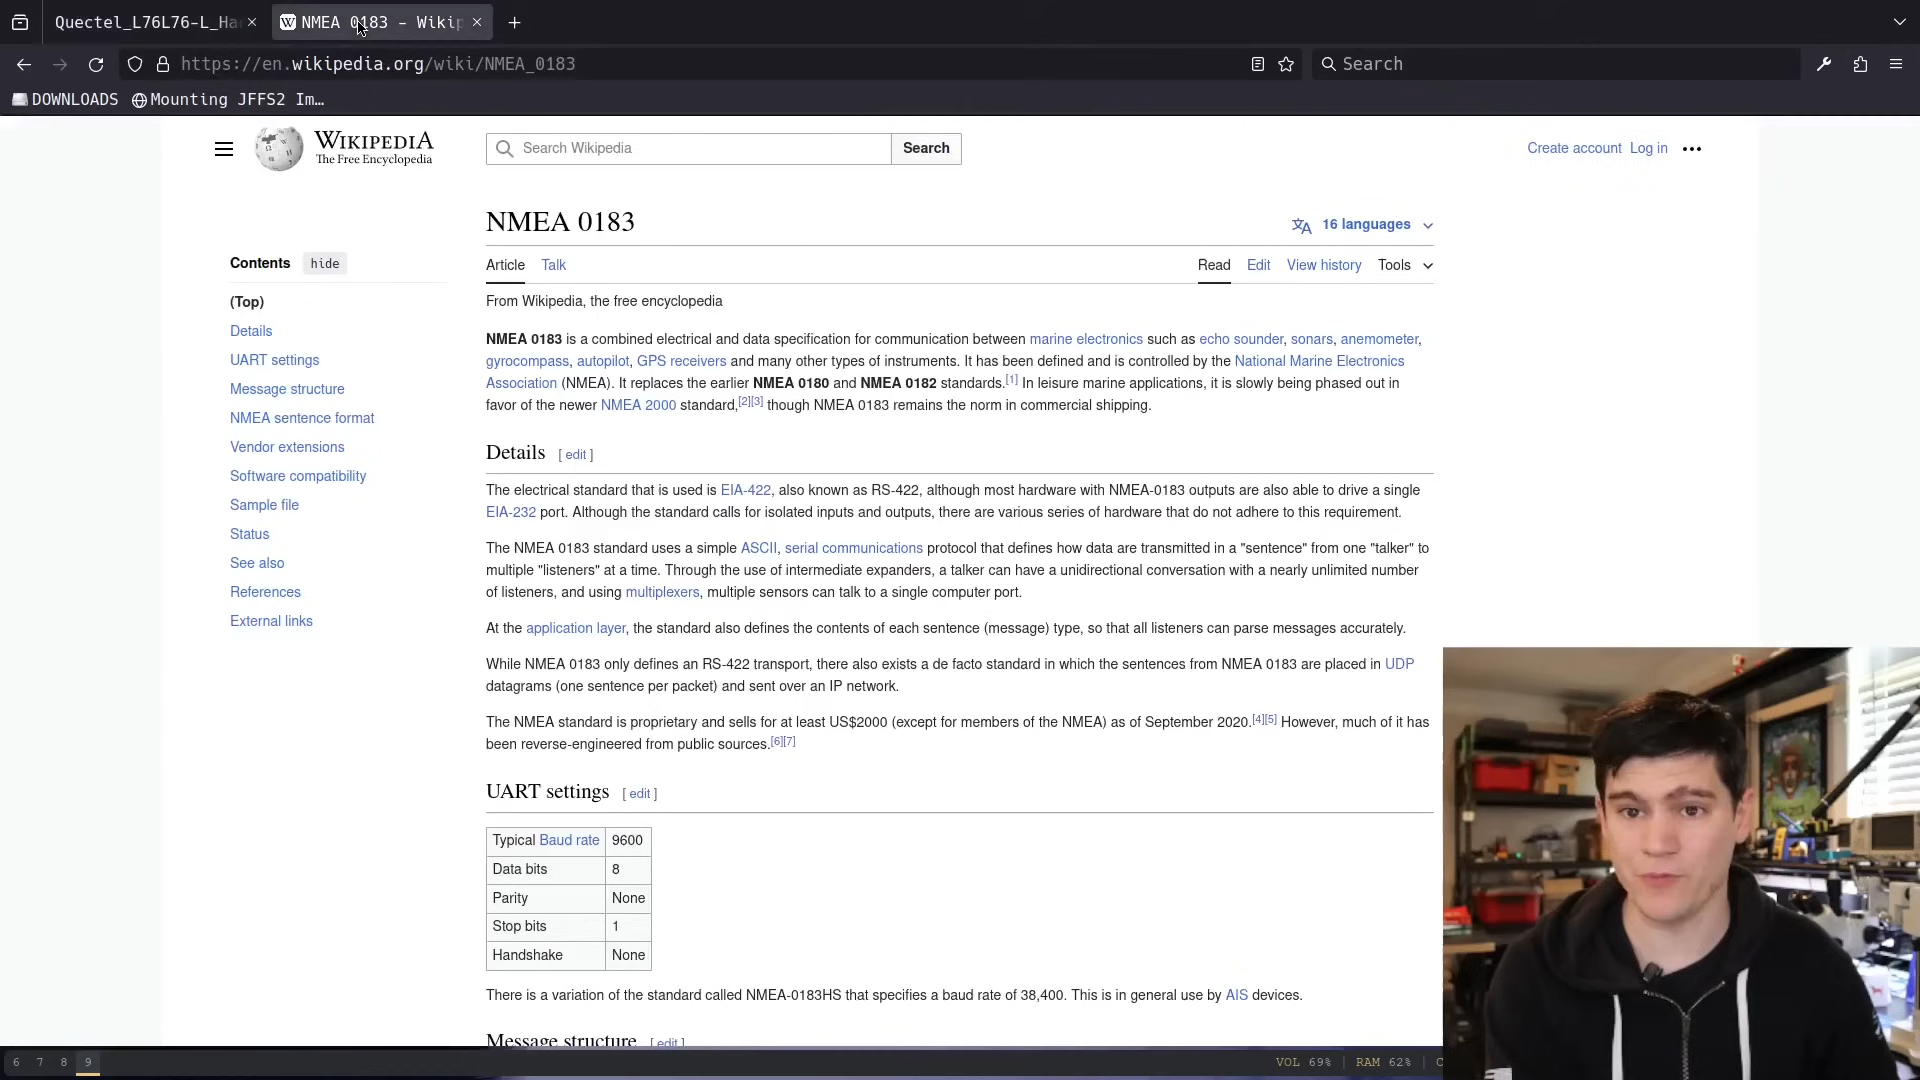 Quectel_L76L76-L_Ha
NMEA 0183 - Wikip
https://en.wikipedia.org/wiki/NMEA_0183
Search
DOWNLOADS
Mounting JFFS2 Im…
WIKIPEDIA
The Free Encyclopedia
Search Wikipedia
Search
Create account
Log in
NMEA 0183
16 languages
Contents
hide
(Top)
Details
UART settings
Message structure
NMEA sentence format
Vendor extensions
Software compatibility
Sample file
Status
See also
References
External links
Article
Talk
Read
Edit
View history
Tools
From Wikipedia, the free encyclopedia
NMEA 0183 is a combined electrical and data specification for communication between marine electronics such as echo sounder, sonars, anemometer,
gyrocompass, autopilot, GPS receivers and many other types of instruments. It has been defined and is controlled by the National Marine Electronics
Association (NMEA). It replaces the earlier NMEA 0180 and NMEA 0182 standards.[1] In leisure marine applications, it is slowly being phased out in
favor of the newer NMEA 2000 standard,[2][3] though NMEA 0183 remains the norm in commercial shipping.
Details [ edit ]
The electrical standard that is used is EIA-422, also known as RS-422, although most hardware with NMEA-0183 outputs are also able to drive a single
EIA-232 port. Although the standard calls for isolated inputs and outputs, there are various series of hardware that do not adhere to this requirement.
The NMEA 0183 standard uses a simple ASCII, serial communications protocol that defines how data are transmitted in a "sentence" from one "talker" to
multiple "listeners" at a time. Through the use of intermediate expanders, a talker can have a unidirectional conversation with a nearly unlimited number
of listeners, and using multiplexers, multiple sensors can talk to a single computer port.
At the application layer, the standard also defines the contents of each sentence (message) type, so that all listeners can parse messages accurately.
While NMEA 0183 only defines an RS-422 transport, there also exists a de facto standard in which the sentences from NMEA 0183 are placed in UDP
datagrams (one sentence per packet) and sent over an IP network.
The NMEA standard is proprietary and sells for at least US$2000 (except for members of the NMEA) as of September 2020.[4][5] However, much of it has
been reverse-engineered from public sources.[6][7]
UART settings [ edit ]
Typical Baud rate 9600
Data bits 8
Parity None
Stop bits 1
Handshake None
There is a variation of the standard called NMEA-0183HS that specifies a baud rate of 38,400. This is in general use by AIS devices.
Message structure [ edit ]
6 7 8 9
VOL 69% | RAM 62% | C